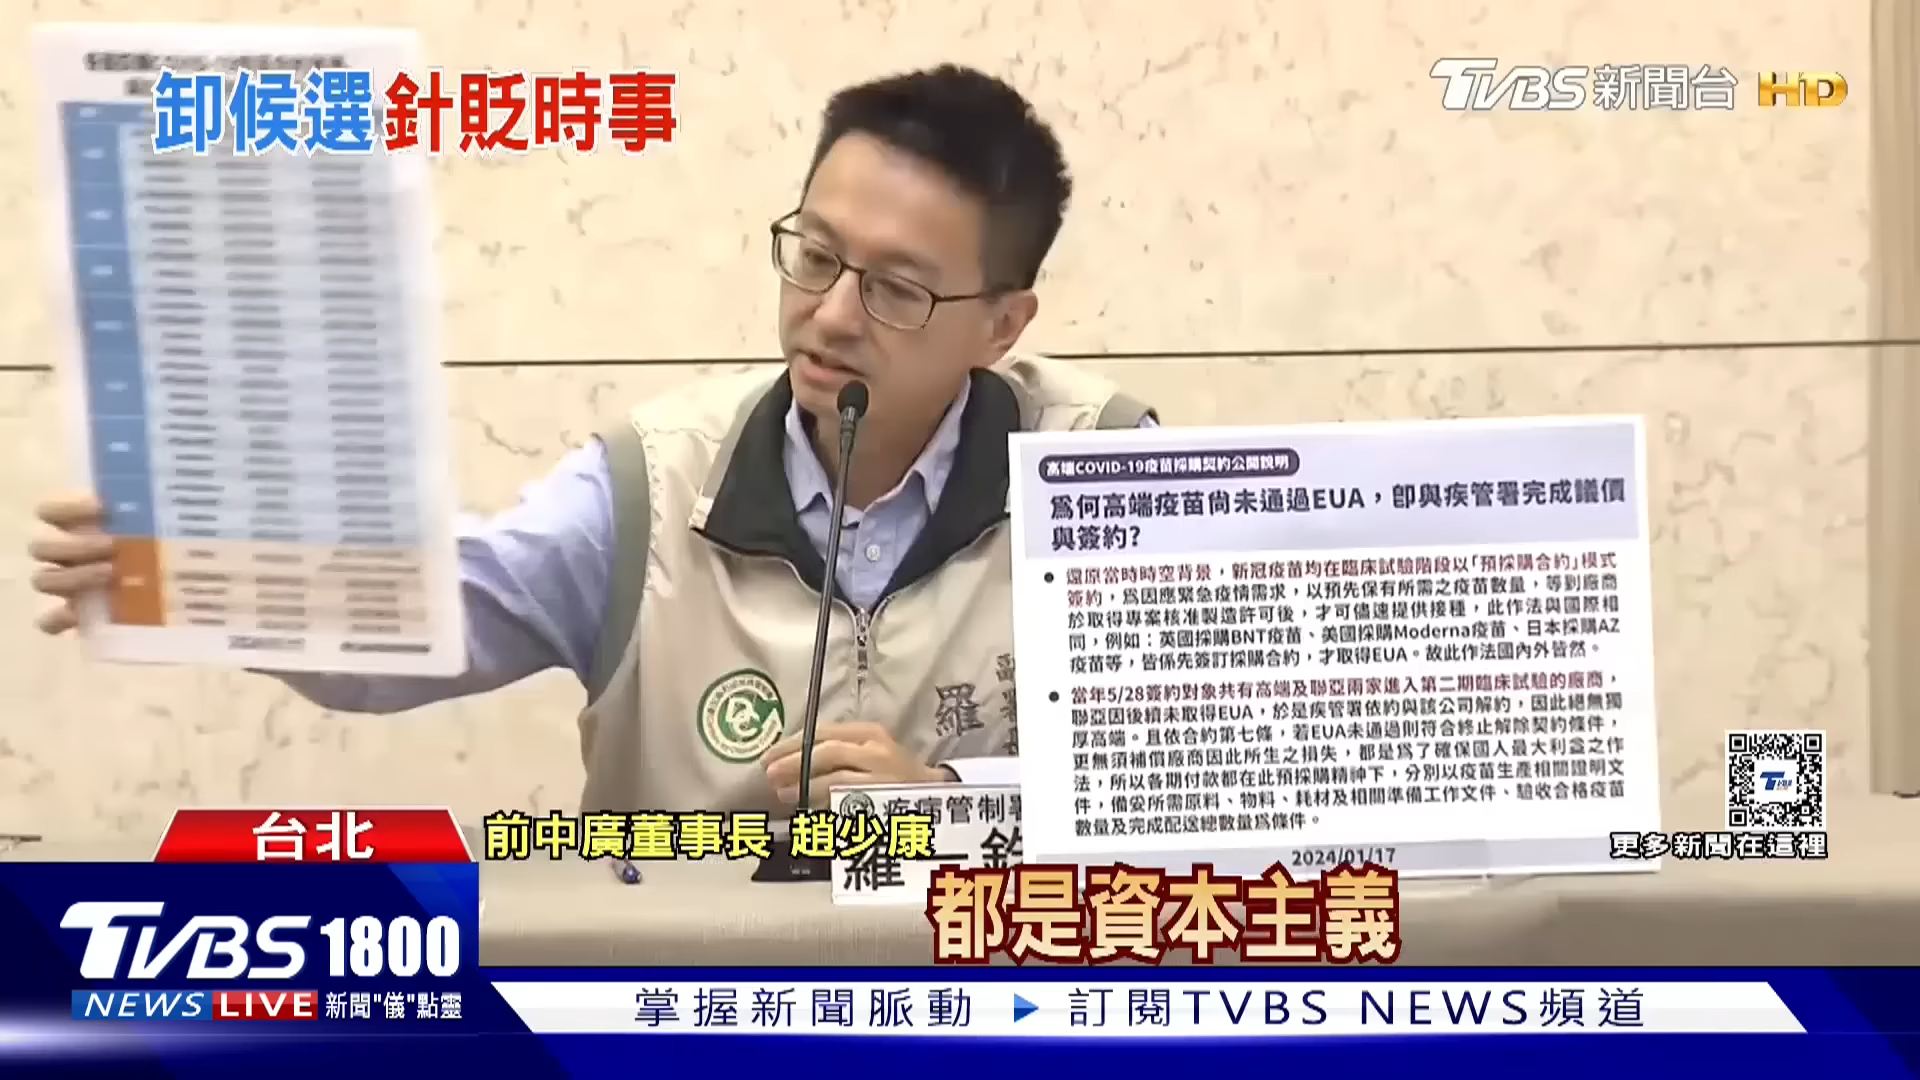 卸候選 針貶時事
TVBS新聞台 HD
高端COVID-19疫苗採購契約公開說明
為何高端疫苗尚未通過EUA，即與疾管署完成議價
與簽約?
● 還原當時時空背景，新冠疫苗均在臨床試驗階段以「預採購合約」模式
簽約，為因應緊急疫情需求，以預先保有所需之疫苗數量，等到廠商
於取得專案核准製造許可後，才可儘速提供接種，此作法與國際相
同，例如：英國採購BNT疫苗、美國採購Moderna疫苗、日本採購AZ
疫苗等，皆係先簽訂採購合約，才取得EUA。故此作法國內外皆然。
● 當年5/28簽約對象共有高端及聯亞兩家進入第二期臨床試驗的廠商，
聯亞因後續未取得EUA，於是疾管署依約與該公司解約，因此絕無獨
厚高端。且依合約第七條，若EUA未通過則符合終止解除契約條件，
更無須補償廠商因此所生之損失，都是為了確保國人最大利益之作
法，所以各期付款都在此預採購精神下，分別以疫苗生產相關證明文
件，備妥所需原料、物料、耗材及相關準備工作文件、驗收合格疫苗
數量及完成配送總數量為條件。
2024/01/17
羅
疾病管制署
羅一鈞
TVBS
更多新聞在這裡
台北
前中廣董事長 趙少康
都是資本主義
TVBS 1800
NEWS LIVE 新聞"儀"點靈
掌握新聞脈動 ▶ 訂閱TVBS NEWS頻道